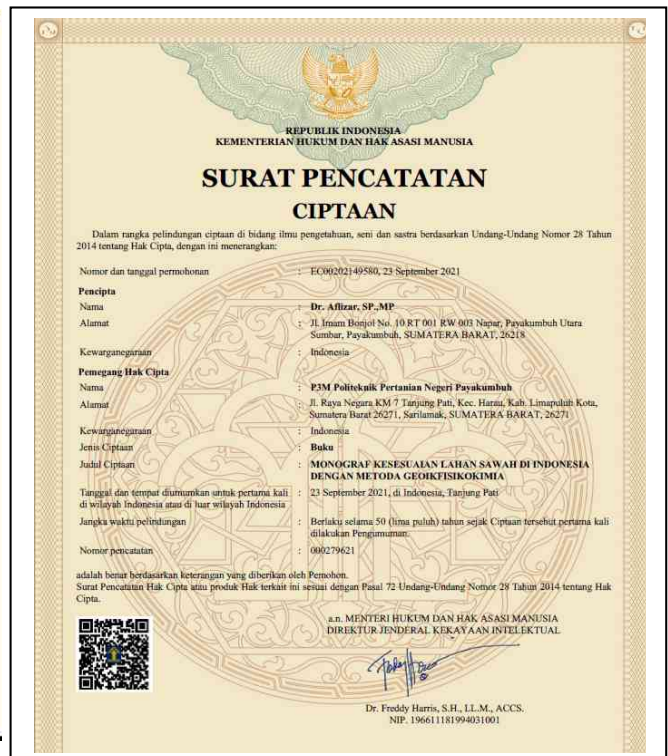 REPUBLIK INDONESIA
KEMENTERIAN HUKUM DAN HAK ASASI MANUSIA
SURAT PENCATATAN
CIPTAAN
Dalam rangka pelindungan ciptaan di bidang ilmu pengetahuan, seni dan sastra berdasarkan Undang-Undang Nomor 28 Tahun
2014 tentang Hak Cipta, dengan ini menerangkan:
Nomor dan tanggal permohonan : EC00202149580, 23 September 2021
Pencipta
Nama : Dr. Aflizar, SP.,MP
Alamat : Jl. Imam Bonjol No. 10 RT 001 RW 003 Napar, Payakumbuh Utara
Sumbar, Payakumbuh, SUMATERA BARAT, 26218
Kewarganegaraan : Indonesia
Pemegang Hak Cipta
Nama : P3M Politeknik Pertanian Negeri Payakumbuh
Alamat : Jl. Raya Negara KM 7 Tanjung Pati, Kec. Harau, Kab. Limapuluh Kota,
Sumatera Barat 26271, Sarilamak, SUMATERA BARAT, 26271
Kewarganegaraan : Indonesia
Jenis Ciptaan : Buku
Judul Ciptaan : MONOGRAF KESESUAIAN LAHAN SAWAH DI INDONESIA
DENGAN METODA GEOIKFISIKOKIMIA
Tanggal dan tempat diumumkan untuk pertama kali : 23 September 2021, di Indonesia, Tanjung Pati
di wilayah Indonesia atau di luar wilayah Indonesia
Jangka waktu pelindungan : Berlaku selama 50 (lima puluh) tahun sejak Ciptaan tersebut pertama kali
dilakukan Pengumuman.
Nomor pencatatan : 000279621
adalah benar berdasarkan keterangan yang diberikan oleh Pemohon.
Surat Pencatatan Hak Cipta atau produk Hak terkait ini sesuai dengan Pasal 72 Undang-Undang Nomor 28 Tahun 2014 tentang Hak
Cipta.
a.n. MENTERI HUKUM DAN HAK ASASI MANUSIA
DIREKTUR JENDERAL KEKAYAAN INTELEKTUAL
Dr. Freddy Harris, S.H., LL.M., ACCS.
NIP. 196611181994031001